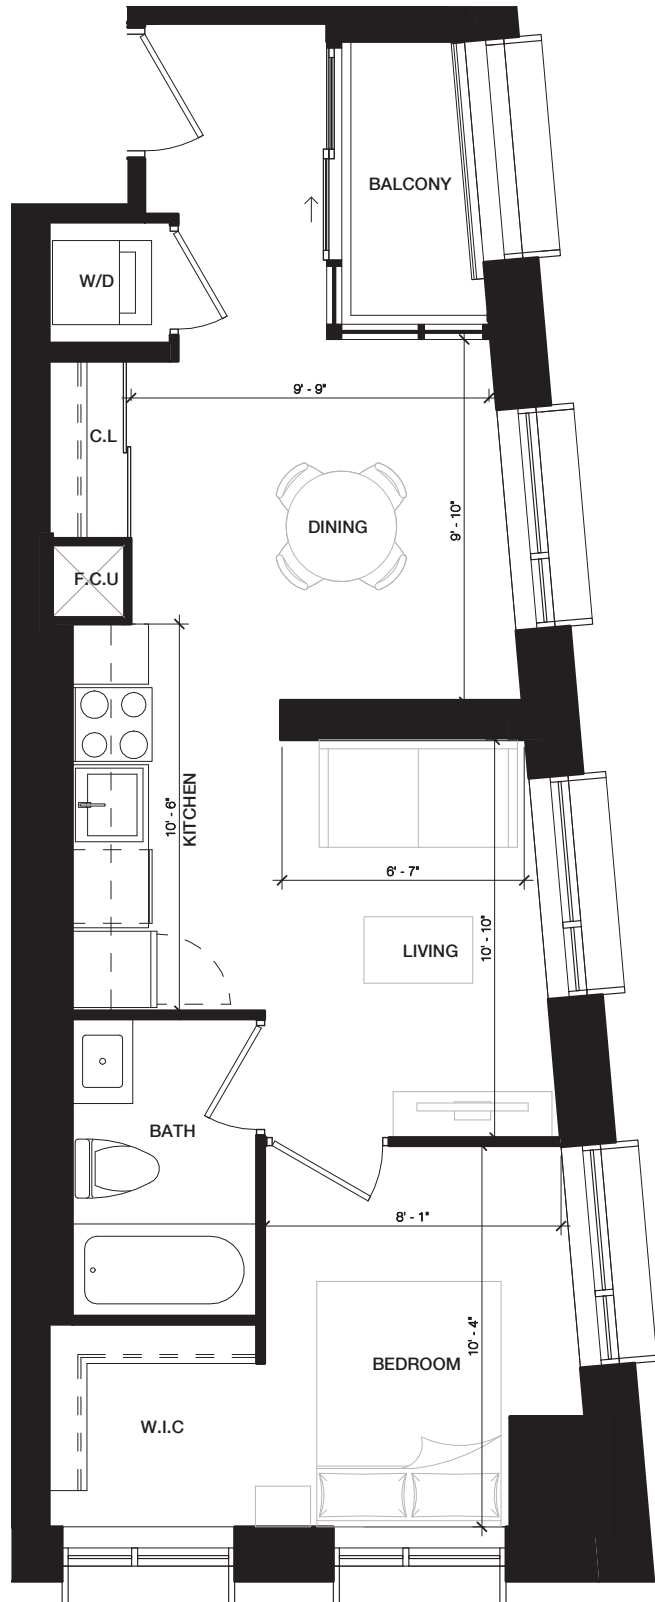 BALCONY
W/D
9' - 9"
C.L
DINING
9' - 10"
F.C.U
10' - 6"
KITCHEN
6' - 7"
LIVING
10' - 10"
BATH
8' - 1"
10' - 4"
BEDROOM
W.I.C